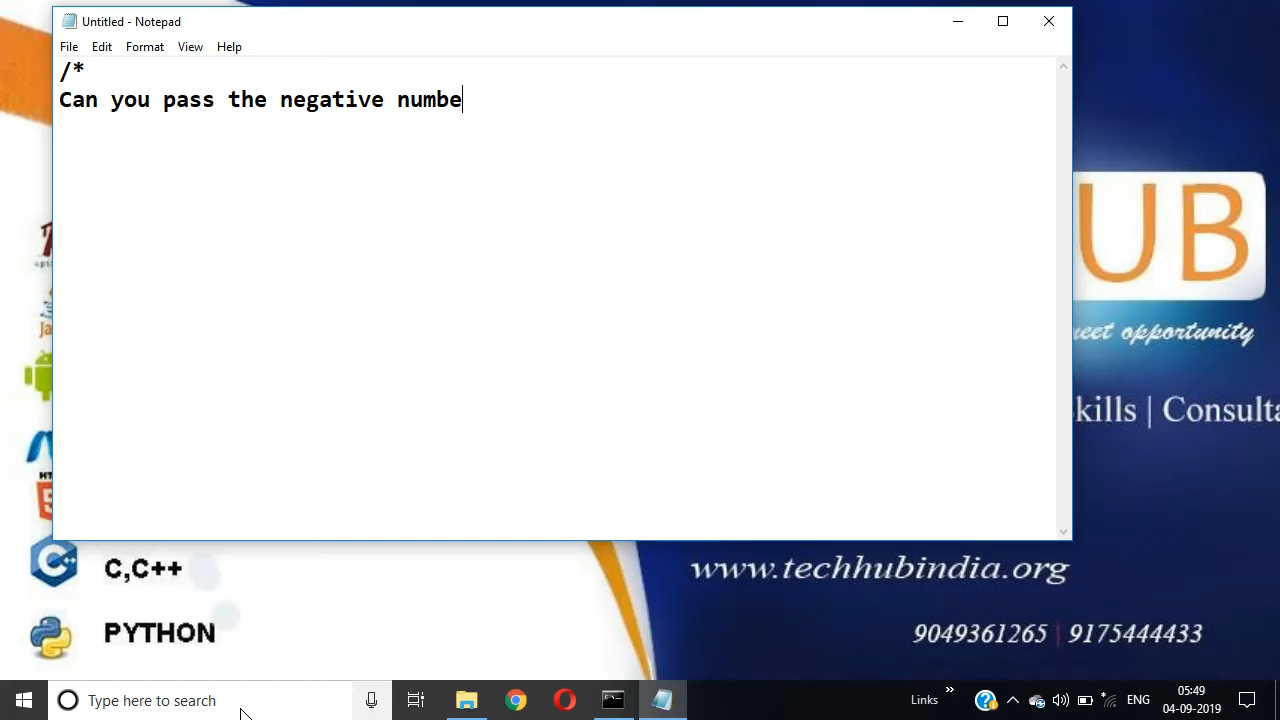 Untitled - Notepad
File Edit Format View Help
/*
Can you pass the negative numbe
UB
meet opportunity
kills | Consulta
C,C++
PYTHON
www.techhubindia.org
9049361265 | 9175444433
Type here to search
Links
ENG
05:49
04-09-2019